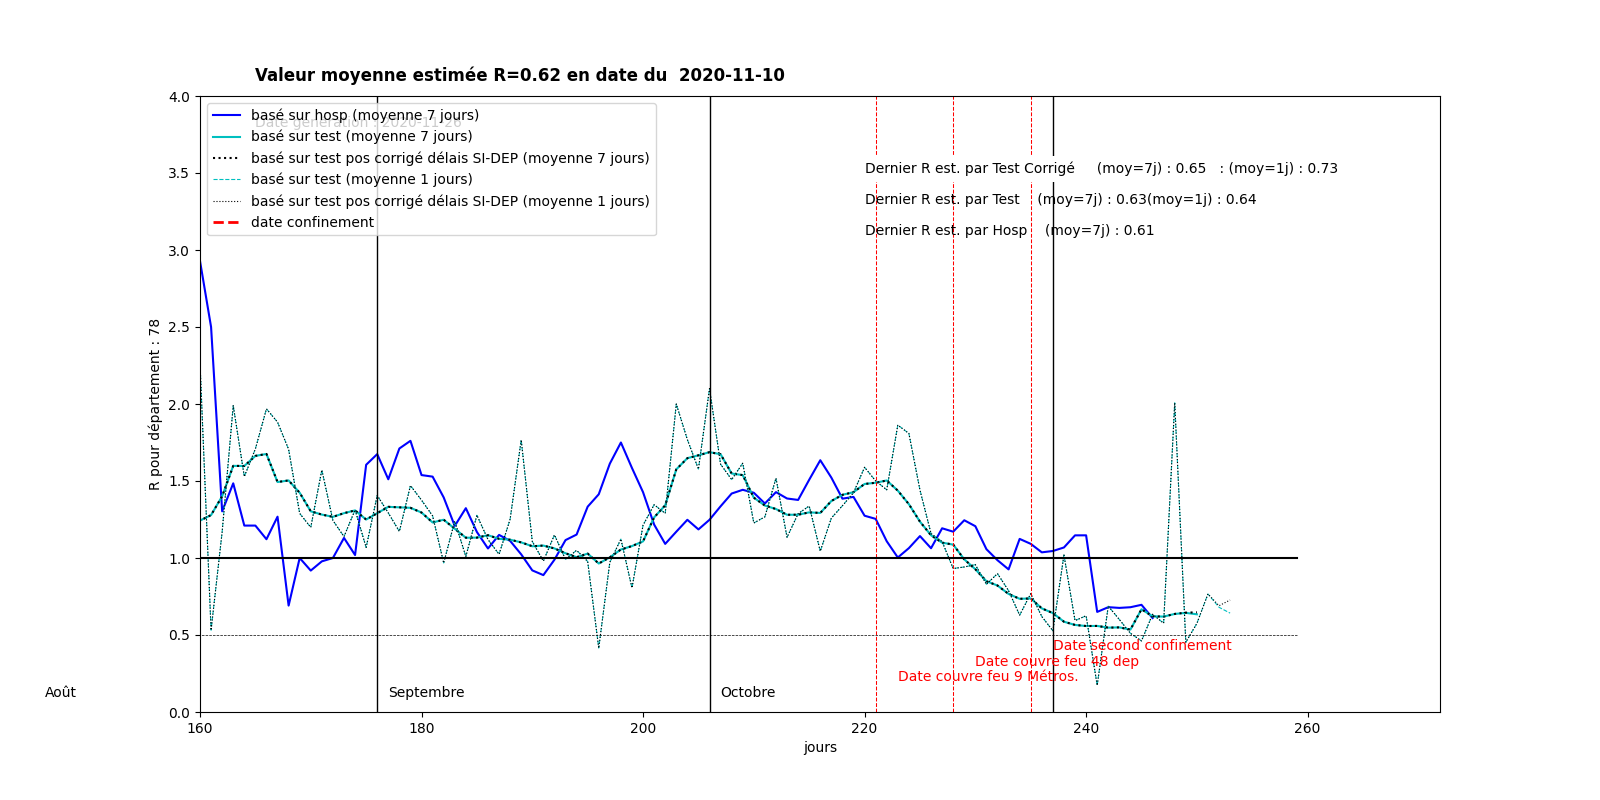 Valeur moyenne estimée R=0.62 en date du  2020-11-10
Date génération : 2020-11-26
basé sur hosp (moyenne 7 jours)
basé sur test (moyenne 7 jours)
basé sur test pos corrigé délais SI-DEP (moyenne 7 jours)
basé sur test (moyenne 1 jours)
basé sur test pos corrigé délais SI-DEP (moyenne 1 jours)
date confinement
Dernier R est. par Test Corrigé     (moy=7j) : 0.65   : (moy=1j) : 0.73
Dernier R est. par Test    (moy=7j) : 0.63(moy=1j) : 0.64
Dernier R est. par Hosp    (moy=7j) : 0.61
4.0
3.5
3.0
2.5
2.0
1.5
1.0
0.5
0.0
R pour département : 78
Date second confinement
Date couvre feu 48 dep
Date couvre feu 9 Métros.
Août
Septembre
Octobre
160 180 200 220 240 260
jours